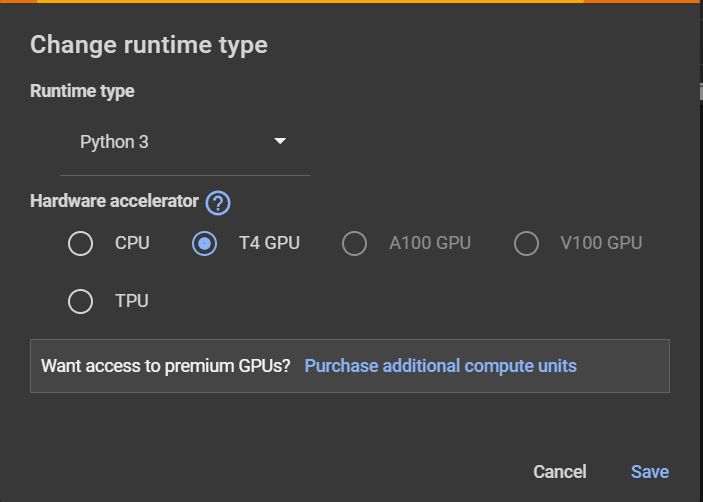 Change runtime type
Runtime type
Python 3
Hardware accelerator ?
CPU T4 GPU A100 GPU V100 GPU
TPU
Want access to premium GPUs? Purchase additional compute units
Cancel Save